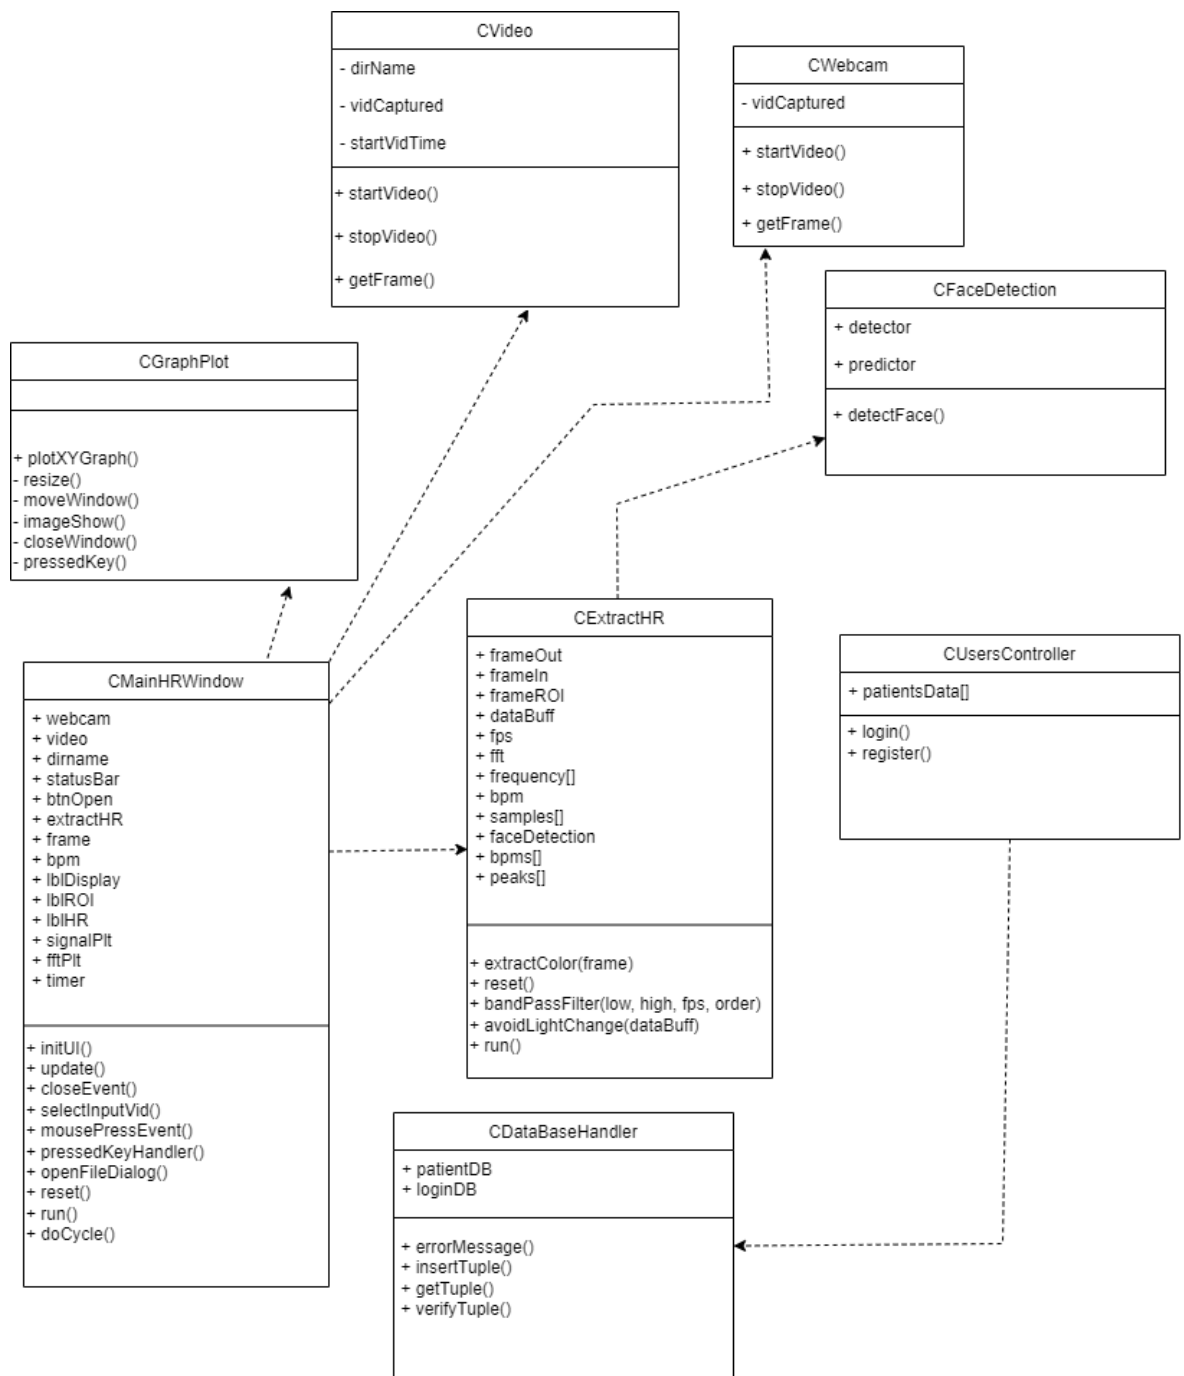 CVideo
- dirName
- vidCaptured
- startVidTime
+ startVideo()
+ stopVideo()
+ getFrame()
CWebcam
- vidCaptured
+ startVideo()
+ stopVideo()
+ getFrame()
CFaceDetection
+ detector
+ predictor
+ detectFace()
CGraphPlot
+ plotXYGraph()
- resize()
- moveWindow()
- imageShow()
- closeWindow()
- pressedKey()
CExtractHR
+ frameOut
+ frameIn
+ frameROI
+ dataBuff
+ fps
+ fft
+ frequency[]
+ bpm
+ samples[]
+ faceDetection
+ bpms[]
+ peaks[]
+ extractColor(frame)
+ reset()
+ bandPassFilter(low, high, fps, order)
+ avoidLightChange(dataBuff)
+ run()
CUsersController
+ patientsData[]
+ login()
+ register()
CMainHRWindow
+ webcam
+ video
+ dirname
+ statusBar
+ btnOpen
+ extractHR
+ frame
+ bpm
+ lblDisplay
+ lblROI
+ lblHR
+ signalPlt
+ fftPlt
+ timer
+ initUI()
+ update()
+ closeEvent()
+ selectInputVid()
+ mousePressEvent()
+ pressedKeyHandler()
+ openFileDialog()
+ reset()
+ run()
+ doCycle()
CDataBaseHandler
+ patientDB
+ loginDB
+ errorMessage()
+ insertTuple()
+ getTuple()
+ verifyTuple()